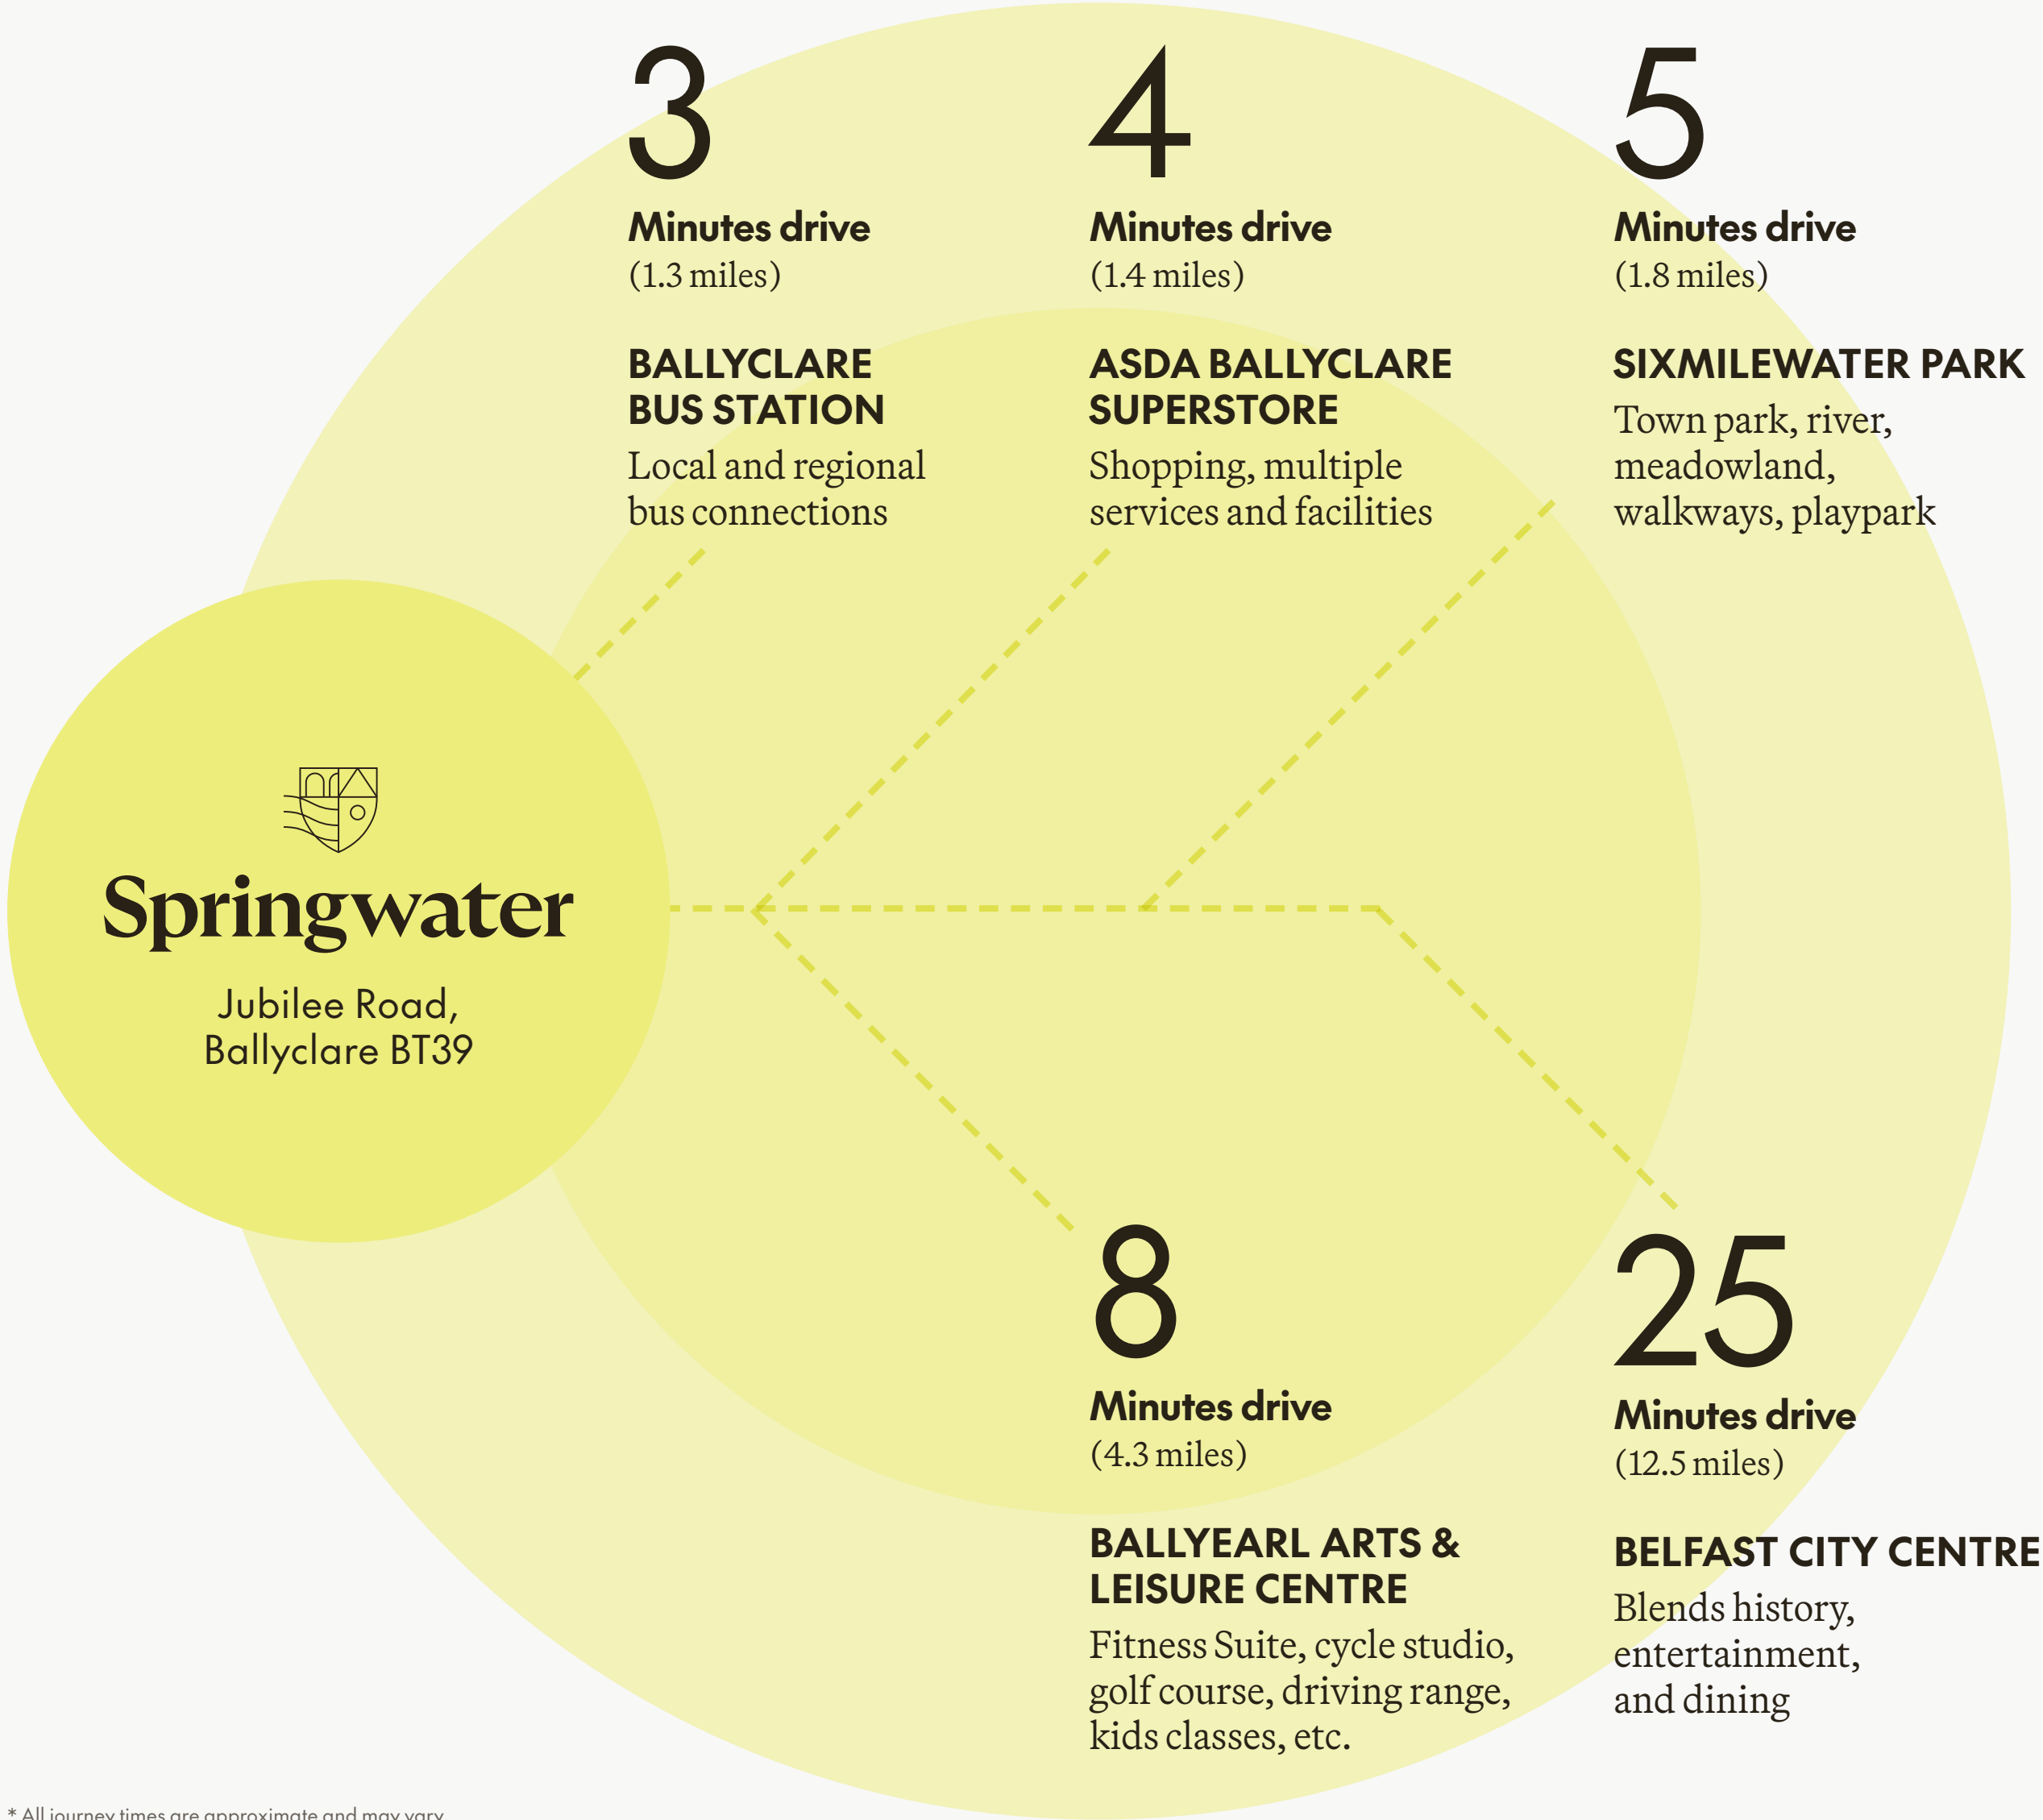 3
Minutes drive
(1.3 miles)
BALLYCLARE
BUS STATION
Local and regional
bus connections
4
Minutes drive
(1.4 miles)
ASDA BALLYCLARE
SUPERSTORE
Shopping, multiple
services and facilities
5
Minutes drive
(1.8 miles)
SIXMILEWATER PARK
Town park, river,
meadowland,
walkways, playpark
Springwater
Jubilee Road,
Ballyclare BT39
8
Minutes drive
(4.3 miles)
BALLYEARL ARTS &
LEISURE CENTRE
Fitness Suite, cycle studio,
golf course, driving range,
kids classes, etc.
25
Minutes drive
(12.5 miles)
BELFAST CITY CENTRE
Blends history,
entertainment,
and dining
* All journey times are approximate and may vary